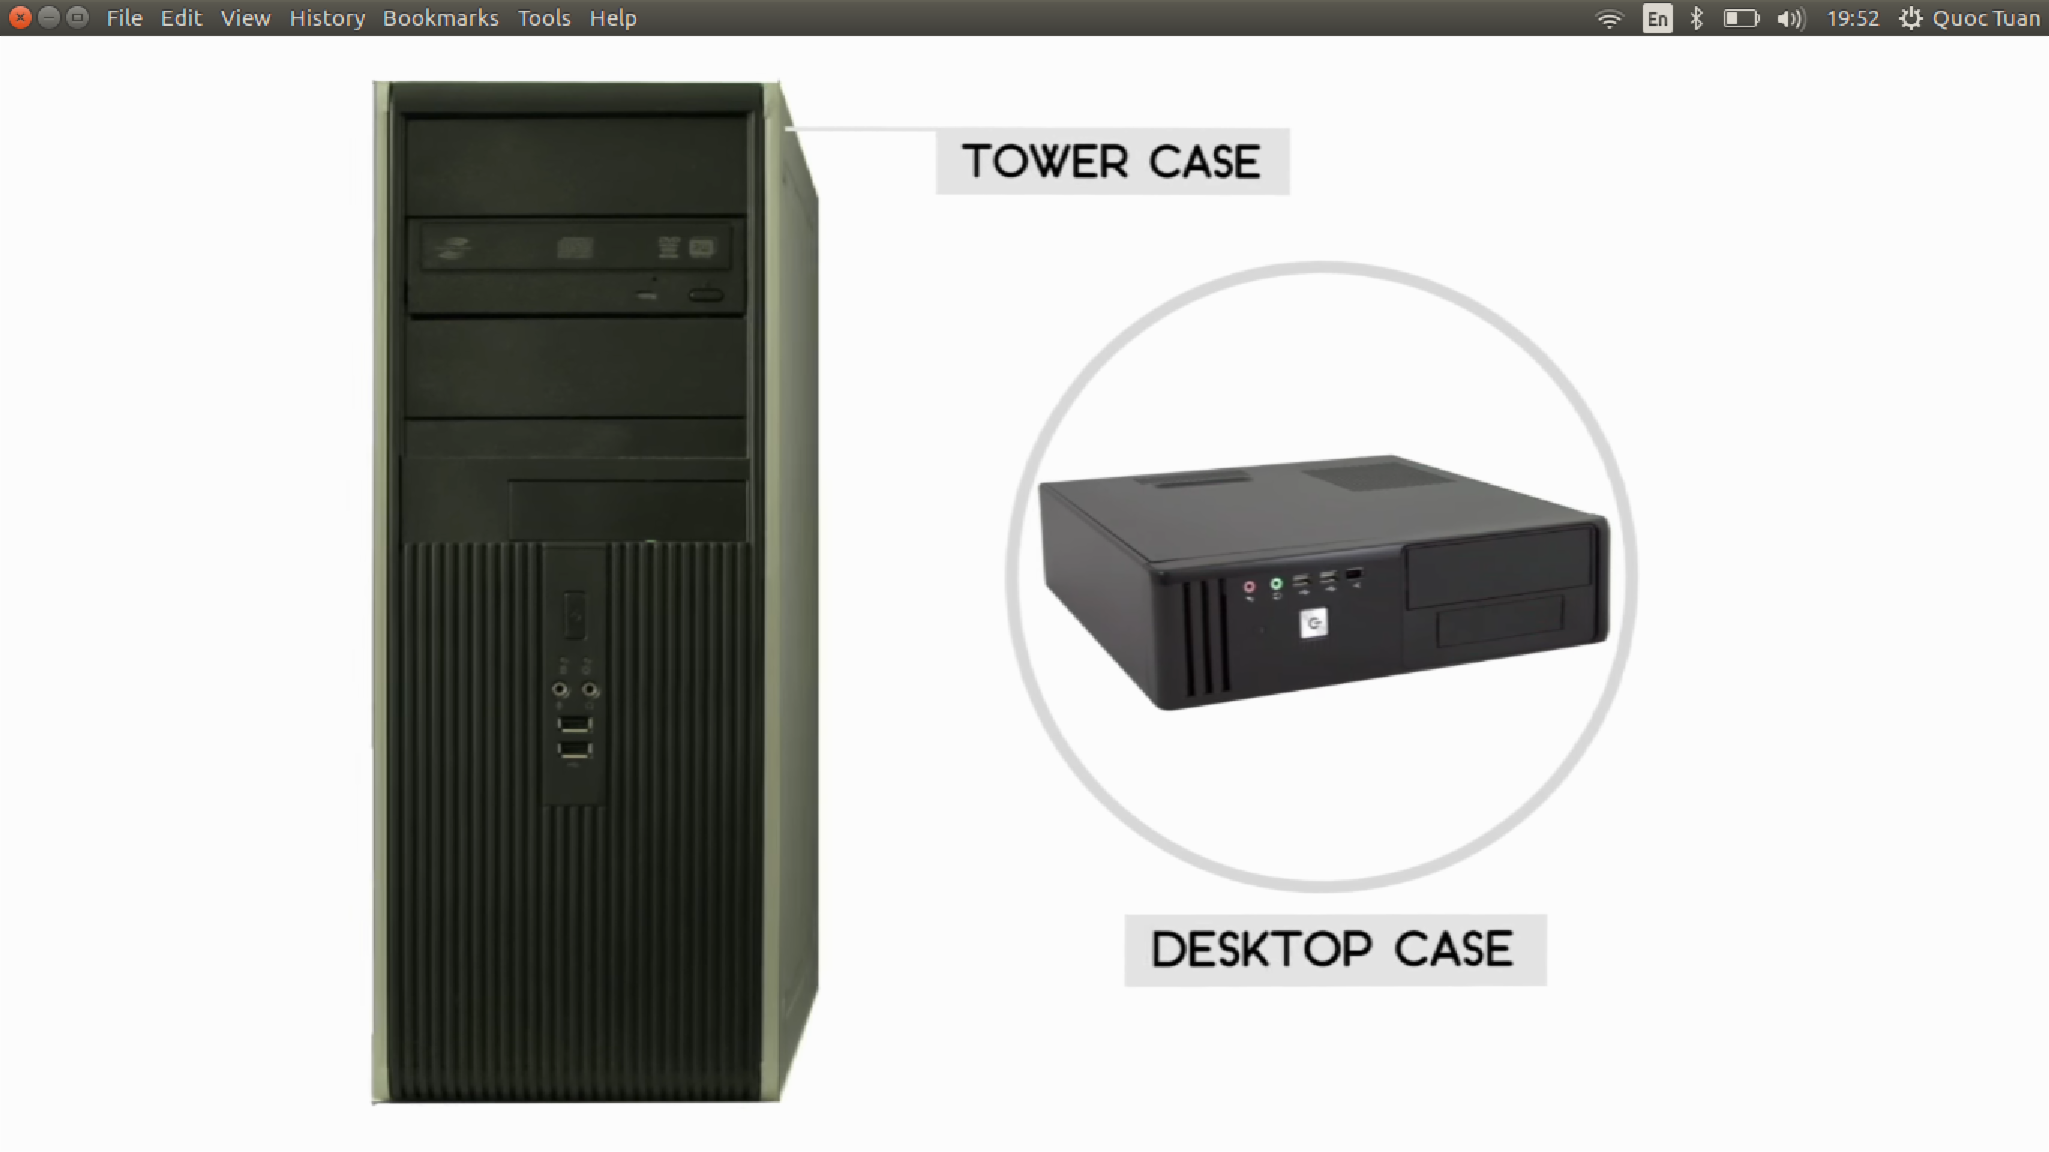 File Edit View History Bookmarks Tools Help En 19:52 Quoc Tuan
TOWER CASE
DESKTOP CASE